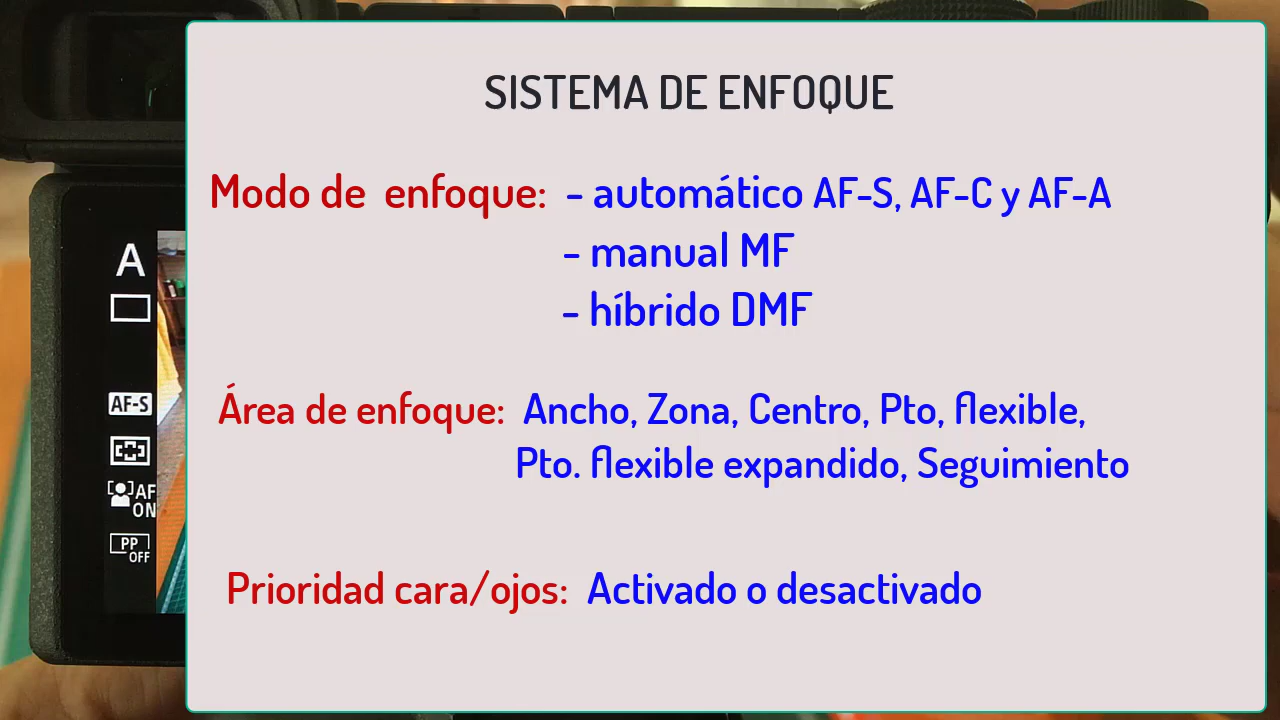 SISTEMA DE ENFOQUE
Modo de enfoque: - automático AF-S, AF-C y AF-A
- manual MF
- híbrido DMF
Área de enfoque: Ancho, Zona, Centro, Pto, flexible,
Pto. flexible expandido, Seguimiento
Prioridad cara/ojos: Activado o desactivado
A
AF-S
AF
ON
PP
OFF